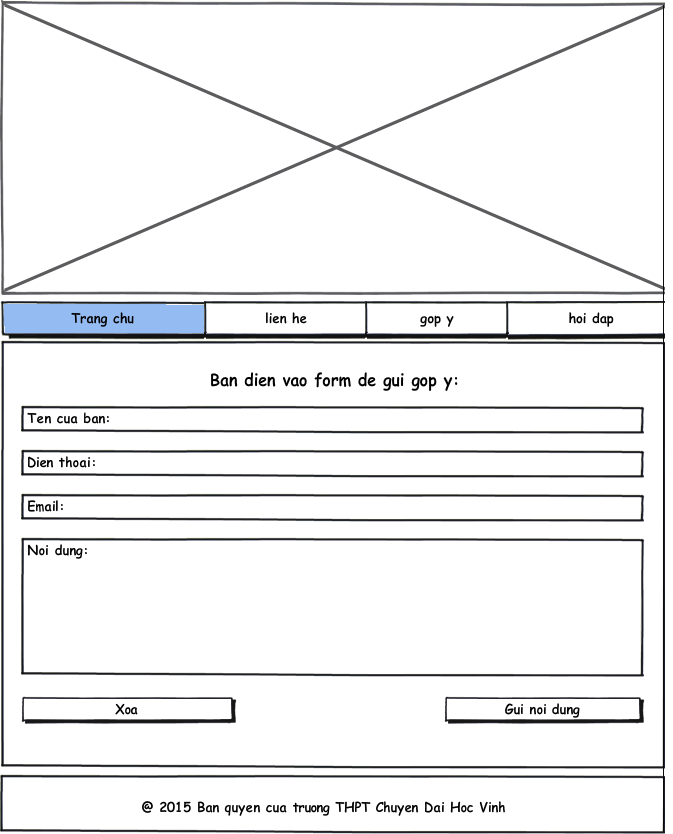 Trang chu lien he gop y hoi dap
Ban dien vao form de gui gop y:
Ten cua ban:
Dien thoai:
Email:
Noi dung:
Xoa Gui noi dung
@ 2015 Ban quyen cua truong THPT Chuyen Dai Hoc Vinh